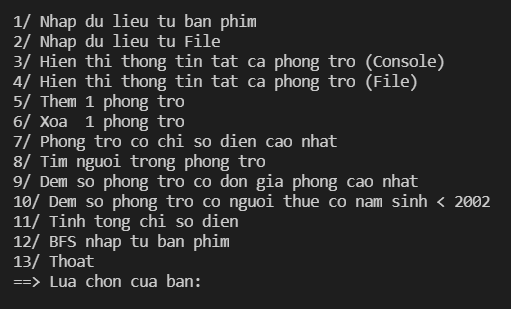 1/ Nhap du lieu tu ban phim
2/ Nhap du lieu tu File
3/ Hien thi thong tin tat ca phong tro (Console)
4/ Hien thi thong tin tat ca phong tro (File)
5/ Them 1 phong tro
6/ Xoa  1 phong tro
7/ Phong tro co chi so dien cao nhat
8/ Tim nguoi trong phong tro
9/ Dem so phong tro co don gia phong cao nhat
10/ Dem so phong tro co nguoi thue co nam sinh < 2002
11/ Tinh tong chi so dien
12/ BFS nhap tu ban phim
13/ Thoat
==> Lua chon cua ban: